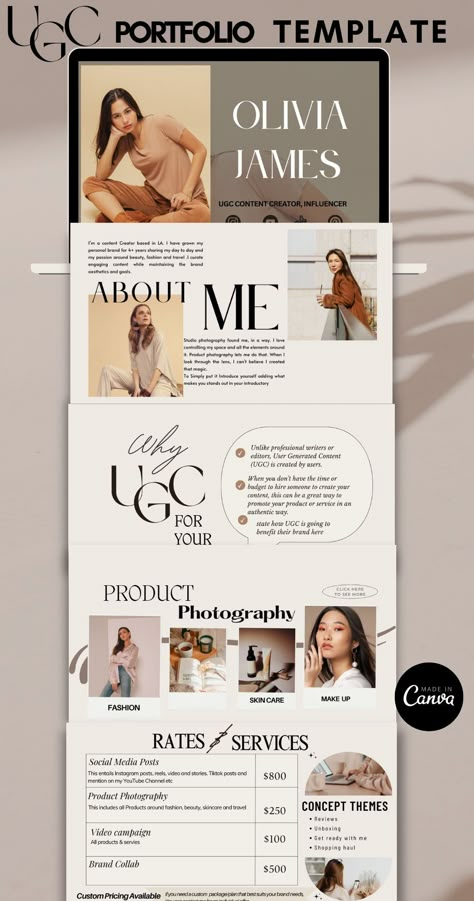 UGC PORTFOLIO TEMPLATE
OLIVIA
JAMES
UGC CONTENT CREATOR, INFLUENCER
I'm a content Creator based in LA. I have grown my
personal brand for 4+ years sharing my day to day and
my passion around beauty, fashion and travel .I curate
engaging content while maintaining the brand
aesthetics and goals.
ABOUT ME
Studio photography found me, in a way. I love
controlling my space and all the elements around
it. Product photography lets me do that. When I
look through the lens, I can't believe I created
that magic.
To Simply put it Introduce yourself adding what
makes you stands out in your introductory
Why
UGC
FOR
YOUR
Unlike professional writers or
editors, User Generated Content
(UGC) is created by users.
When you don't have the time or
budget to hire someone to create your
content, this can be a great way to
promote your product or service in an
authentic way.
state how UGC is going to
benefit their brand here
PRODUCT
Photography
CLICK HERE
TO SEE MORE
FASHION
SKIN CARE
MAKE UP
MADE IN
Canva
RATES & SERVICES
Social Media Posts
This entails Instagram posts, reels, video and stories. Tiktok posts and
mention on my YouTube Channel etc
$800
Product Photography
This includes all Products around fashion, beauty, skincare and travel
$250
Video campaign
All products & servies
$100
Brand Collab
$500
CONCEPT THEMES
• Reviews
• Unboxing
• Get ready with me
• Shopping haul
Custom Pricing Available
If you need a custom package plan that best suits your brand needs,